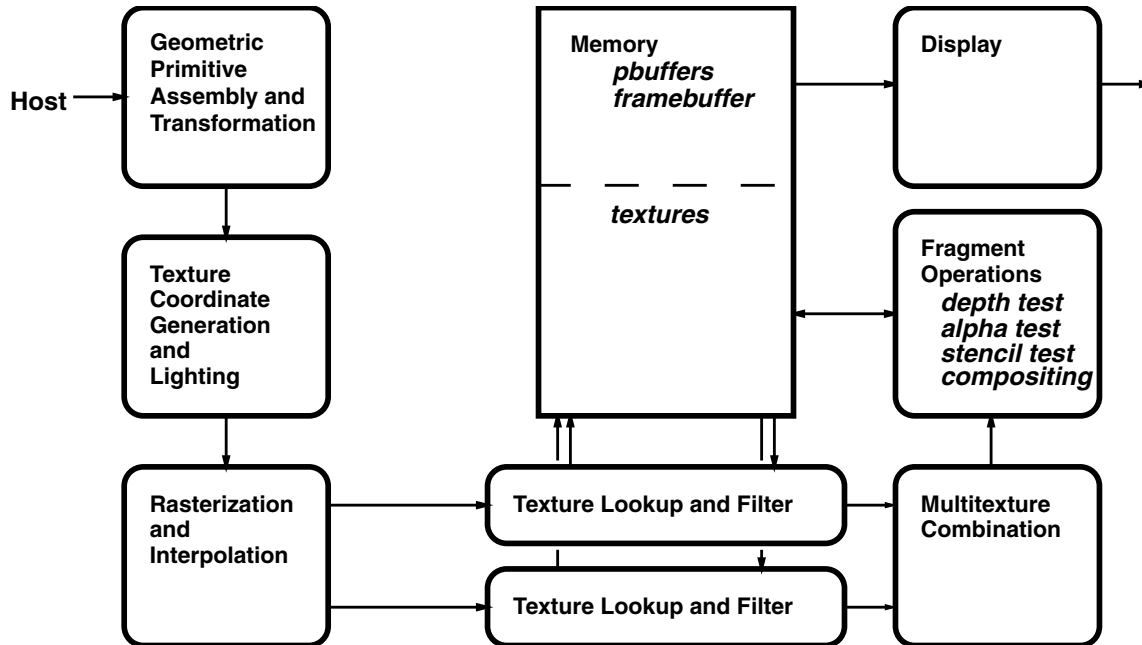 Host
Geometric
Primitive
Assembly and
Transformation
Texture
Coordinate
Generation
and
Lighting
Rasterization
and
Interpolation
Memory
pbuffers
framebuffer
textures
Texture Lookup and Filter
Texture Lookup and Filter
Display
Fragment
Operations
depth test
alpha test
stencil test
compositing
Multitexture
Combination